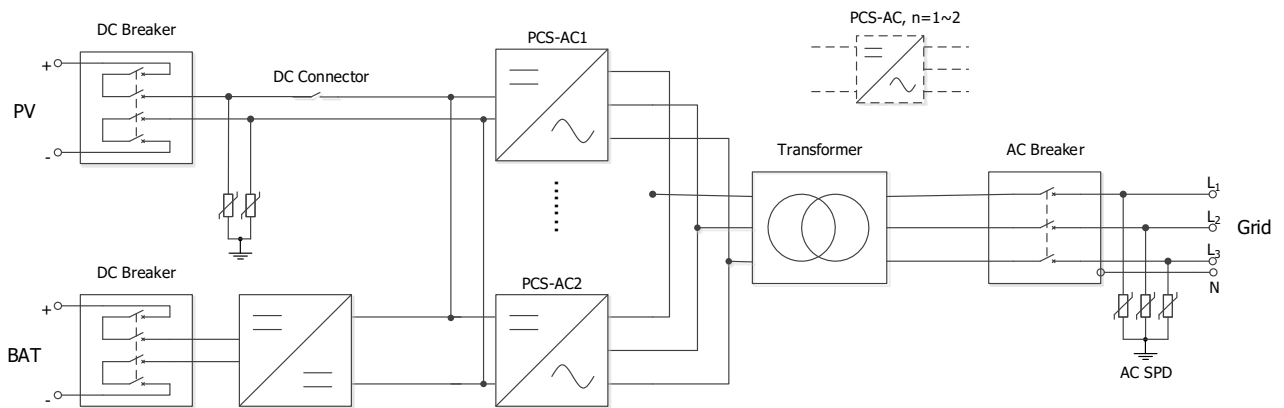 DC Breaker
+
PV
-
DC Connector
PCS-AC1
PCS-AC, n=1~2
Transformer
AC Breaker
L1
L2
Grid
L3
N
DC Breaker
+
BAT
-
PCS-AC2
AC SPD